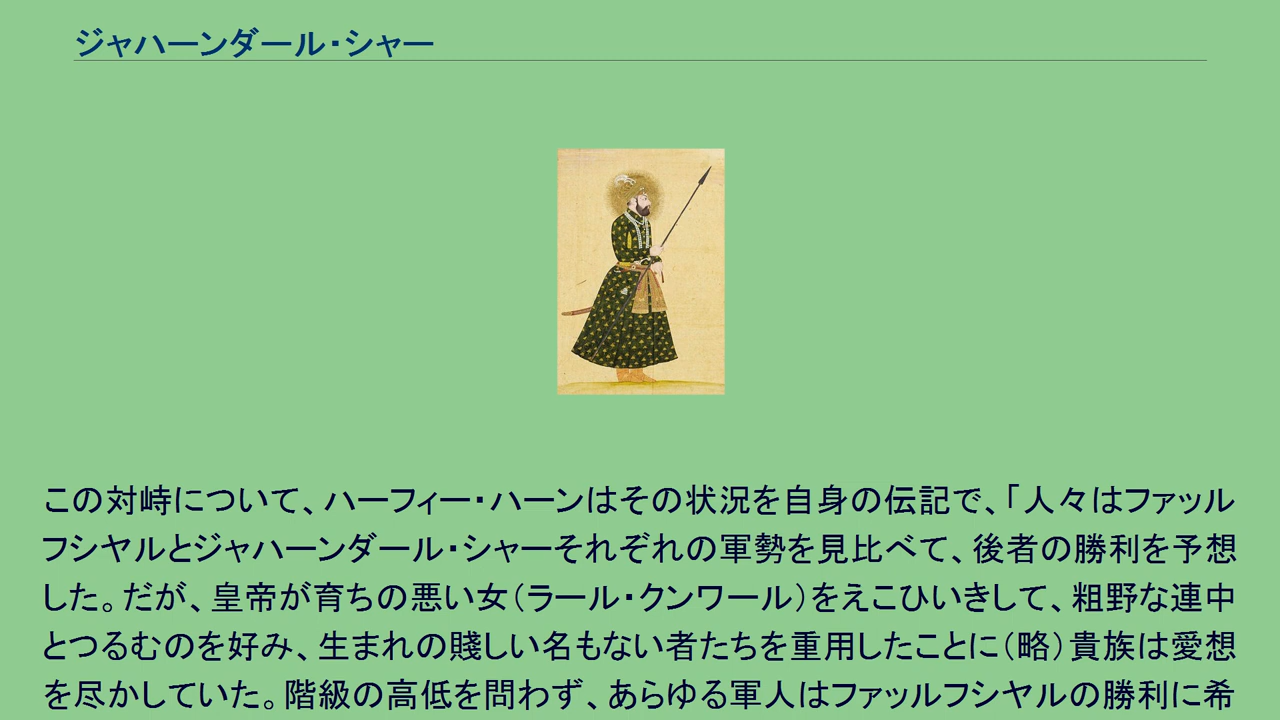 ジャハーンダール・シャー
この対峙について、ハーフィー・ハーンはその状況を自身の伝記で、「人々はファッル
フシヤルとジャハーンダール・シャーそれぞれの軍勢を見比べて、後者の勝利を予想
した。だが、皇帝が育ちの悪い女（ラール・クンワール）をえこひいきして、粗野な連中
とつるむのを好み、生まれの賤しい名もない者たちを重用したことに（略）貴族は愛想
を尽かしていた。階級の高低を問わず、あらゆる軍人はファッルフシヤルの勝利に希